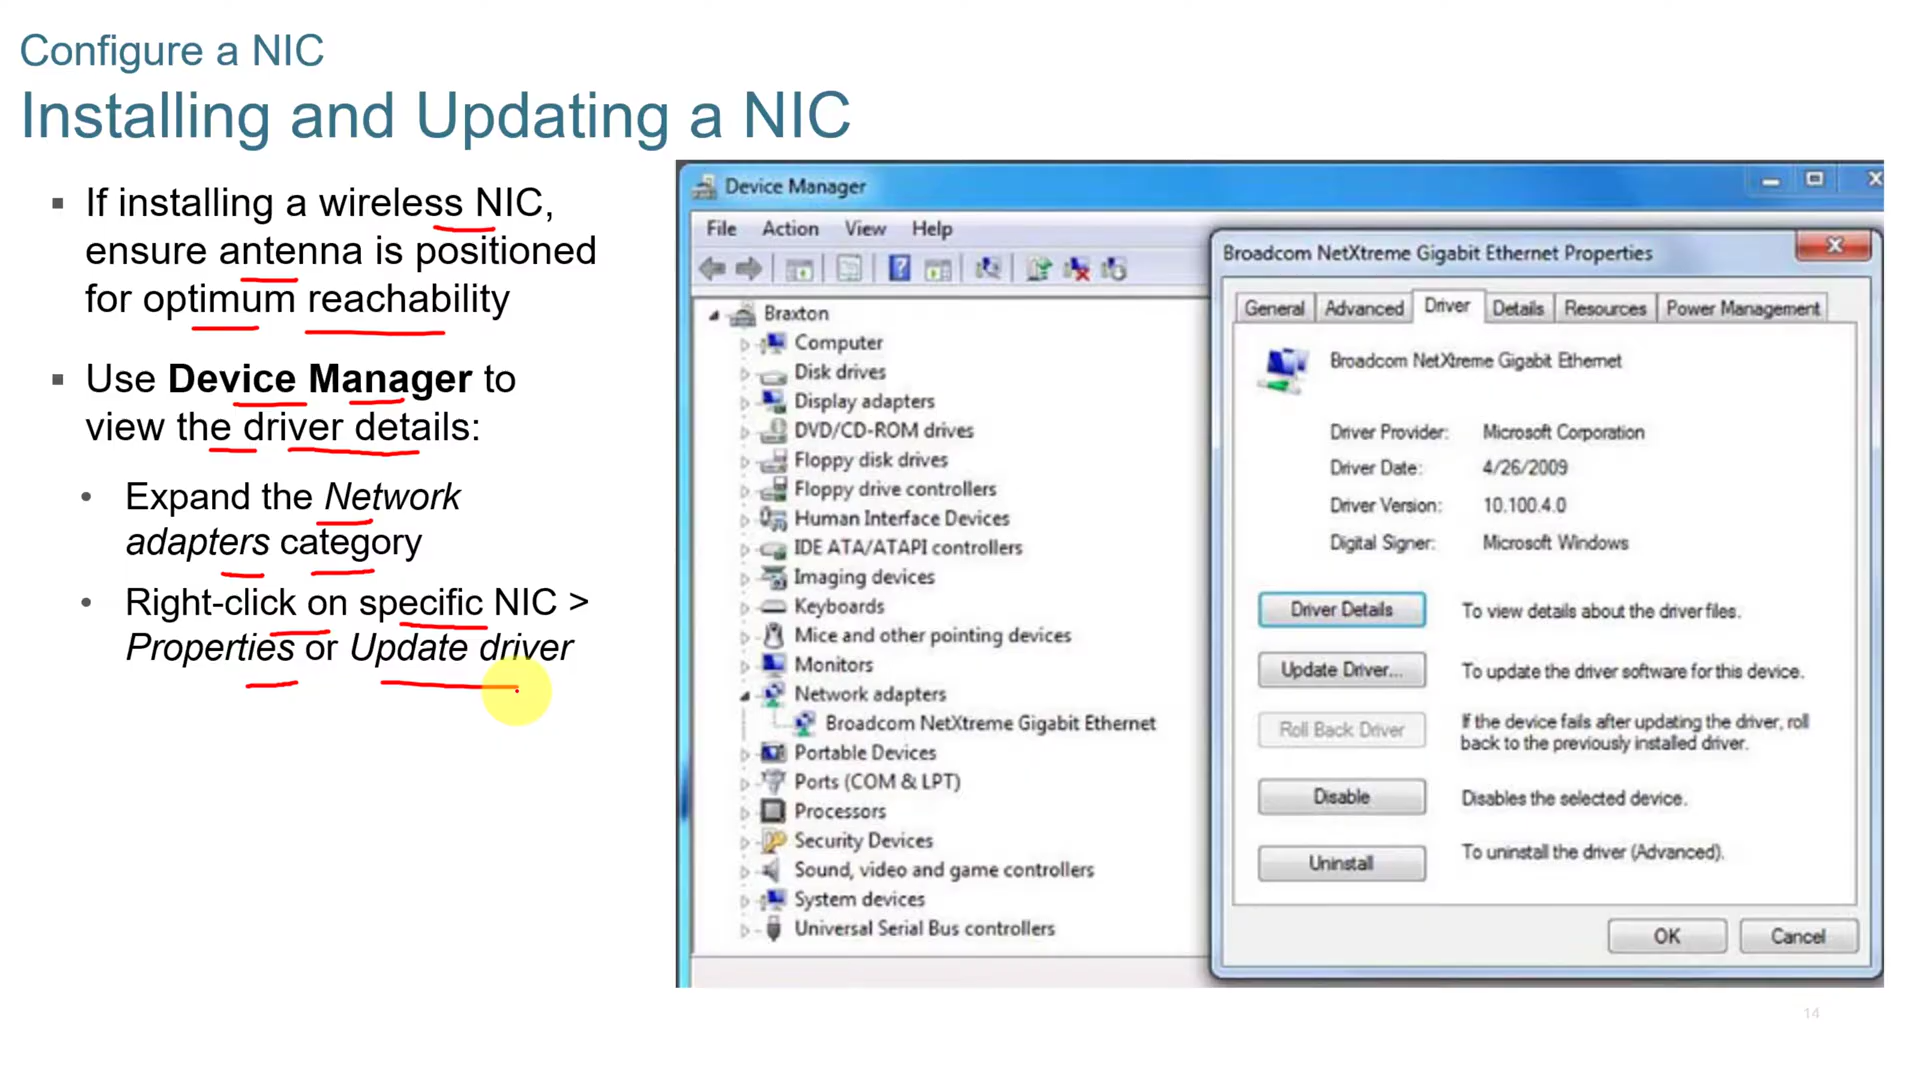 Configure a NIC
Installing and Updating a NIC
▪ If installing a wireless NIC,
ensure antenna is positioned
for optimum reachability
▪ Use Device Manager to
view the driver details:
• Expand the Network
adapters category
• Right-click on specific NIC >
Properties or Update driver
Device Manager
File Action View Help
Braxton
Computer
Disk drives
Display adapters
DVD/CD-ROM drives
Floppy disk drives
Floppy drive controllers
Human Interface Devices
IDE ATA/ATAPI controllers
Imaging devices
Keyboards
Mice and other pointing devices
Monitors
Network adapters
Broadcom NetXtreme Gigabit Ethernet
Portable Devices
Ports (COM & LPT)
Processors
Security Devices
Sound, video and game controllers
System devices
Universal Serial Bus controllers
Broadcom NetXtreme Gigabit Ethernet Properties
General Advanced Driver Details Resources Power Management
Broadcom NetXtreme Gigabit Ethernet
Driver Provider: Microsoft Corporation
Driver Date: 4/26/2009
Driver Version: 10.100.4.0
Digital Signer: Microsoft Windows
Driver Details To view details about the driver files.
Update Driver... To update the driver software for this device.
Roll Back Driver If the device fails after updating the driver, roll
back to the previously installed driver.
Disable Disables the selected device.
Uninstall To uninstall the driver (Advanced).
OK Cancel
14